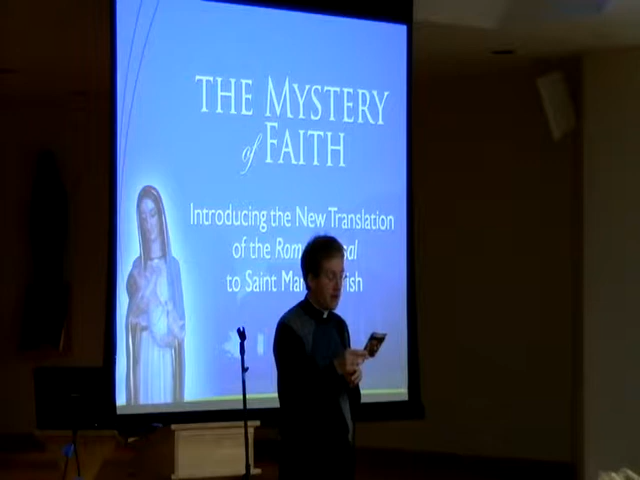 THE MYSTERY
of FAITH
Introducing the New Translation
of the
to Saint